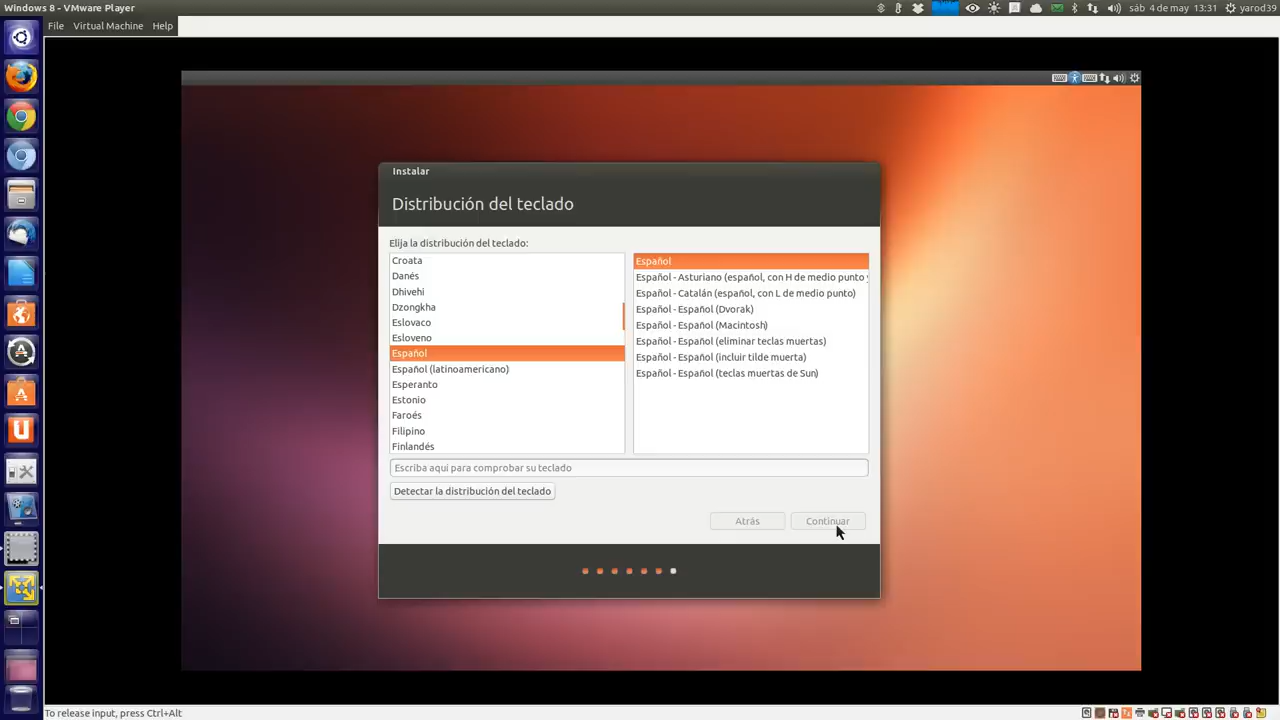 Windows 8 - VMware Player
sáb 4 de may 13:31
yarod39
File Virtual Machine Help
Instalar
Distribución del teclado
Elija la distribución del teclado:
Croata
Danés
Dhivehi
Dzongkha
Eslovaco
Esloveno
Español
Español (latinoamericano)
Esperanto
Estonio
Faroés
Filipino
Finlandés
Español
Español - Asturiano (español, con H de medio punto y
Español - Catalán (español, con L de medio punto)
Español - Español (Dvorak)
Español - Español (Macintosh)
Español - Español (eliminar teclas muertas)
Español - Español (incluir tilde muerta)
Español - Español (teclas muertas de Sun)
Escriba aquí para comprobar su teclado
Detectar la distribución del teclado
Atrás
Continuar
To release input, press Ctrl+Alt